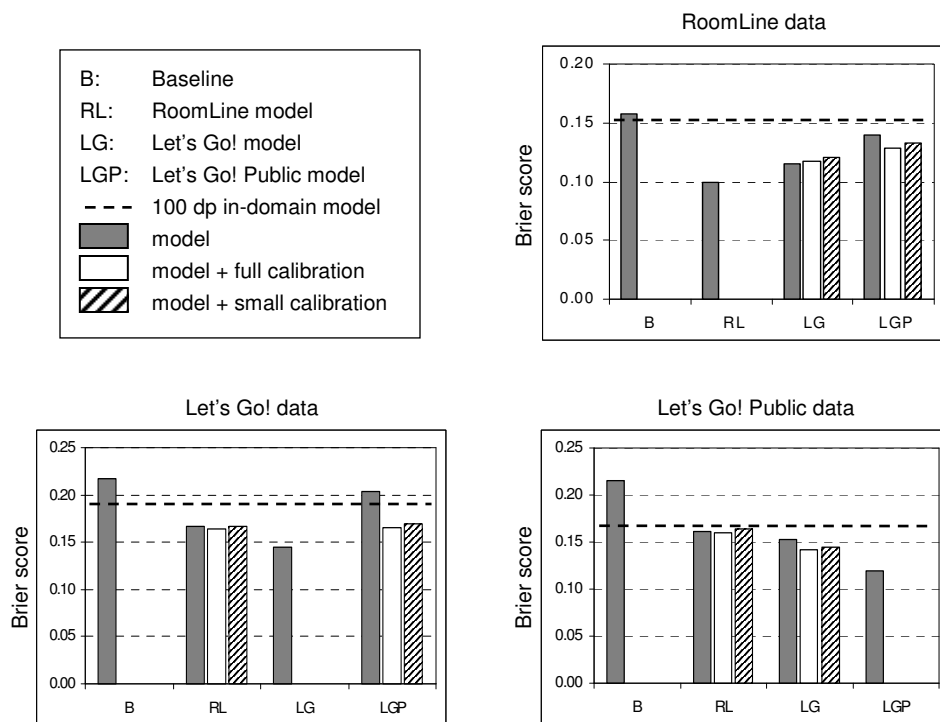 B: Baseline
RL: RoomLine model
LG: Let's Go! model
LGP: Let's Go! Public model
100 dp in-domain model
model
model + full calibration
model + small calibration
RoomLine data
Brier score
0.20
0.15
0.10
0.05
0.00
B RL LG LGP
Let's Go! data
Brier score
0.25
0.20
0.15
0.10
0.05
0.00
B RL LG LGP
Let's Go! Public data
Brier score
0.25
0.20
0.15
0.10
0.05
0.00
B RL LG LGP